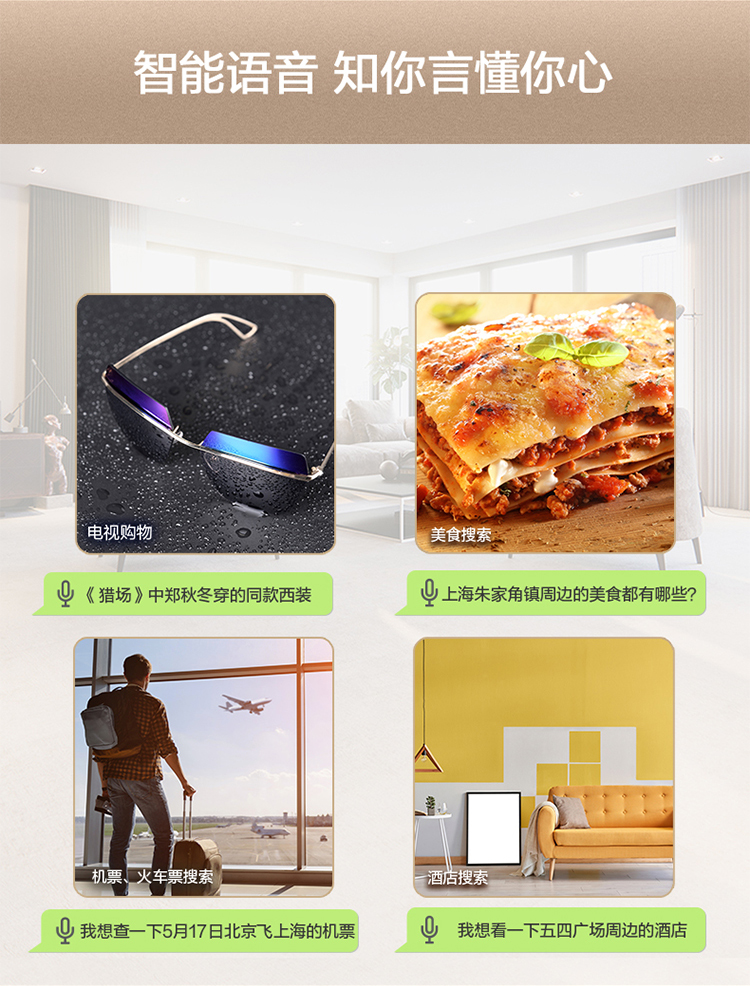 智能语音 知你言懂你心
电视购物
美食搜索
《猎场》中郑秋冬穿的同款西装
上海朱家角镇周边的美食都有哪些?
机票、火车票搜索
酒店搜索
我想查一下5月17日北京飞上海的机票
我想看一下五四广场周边的酒店